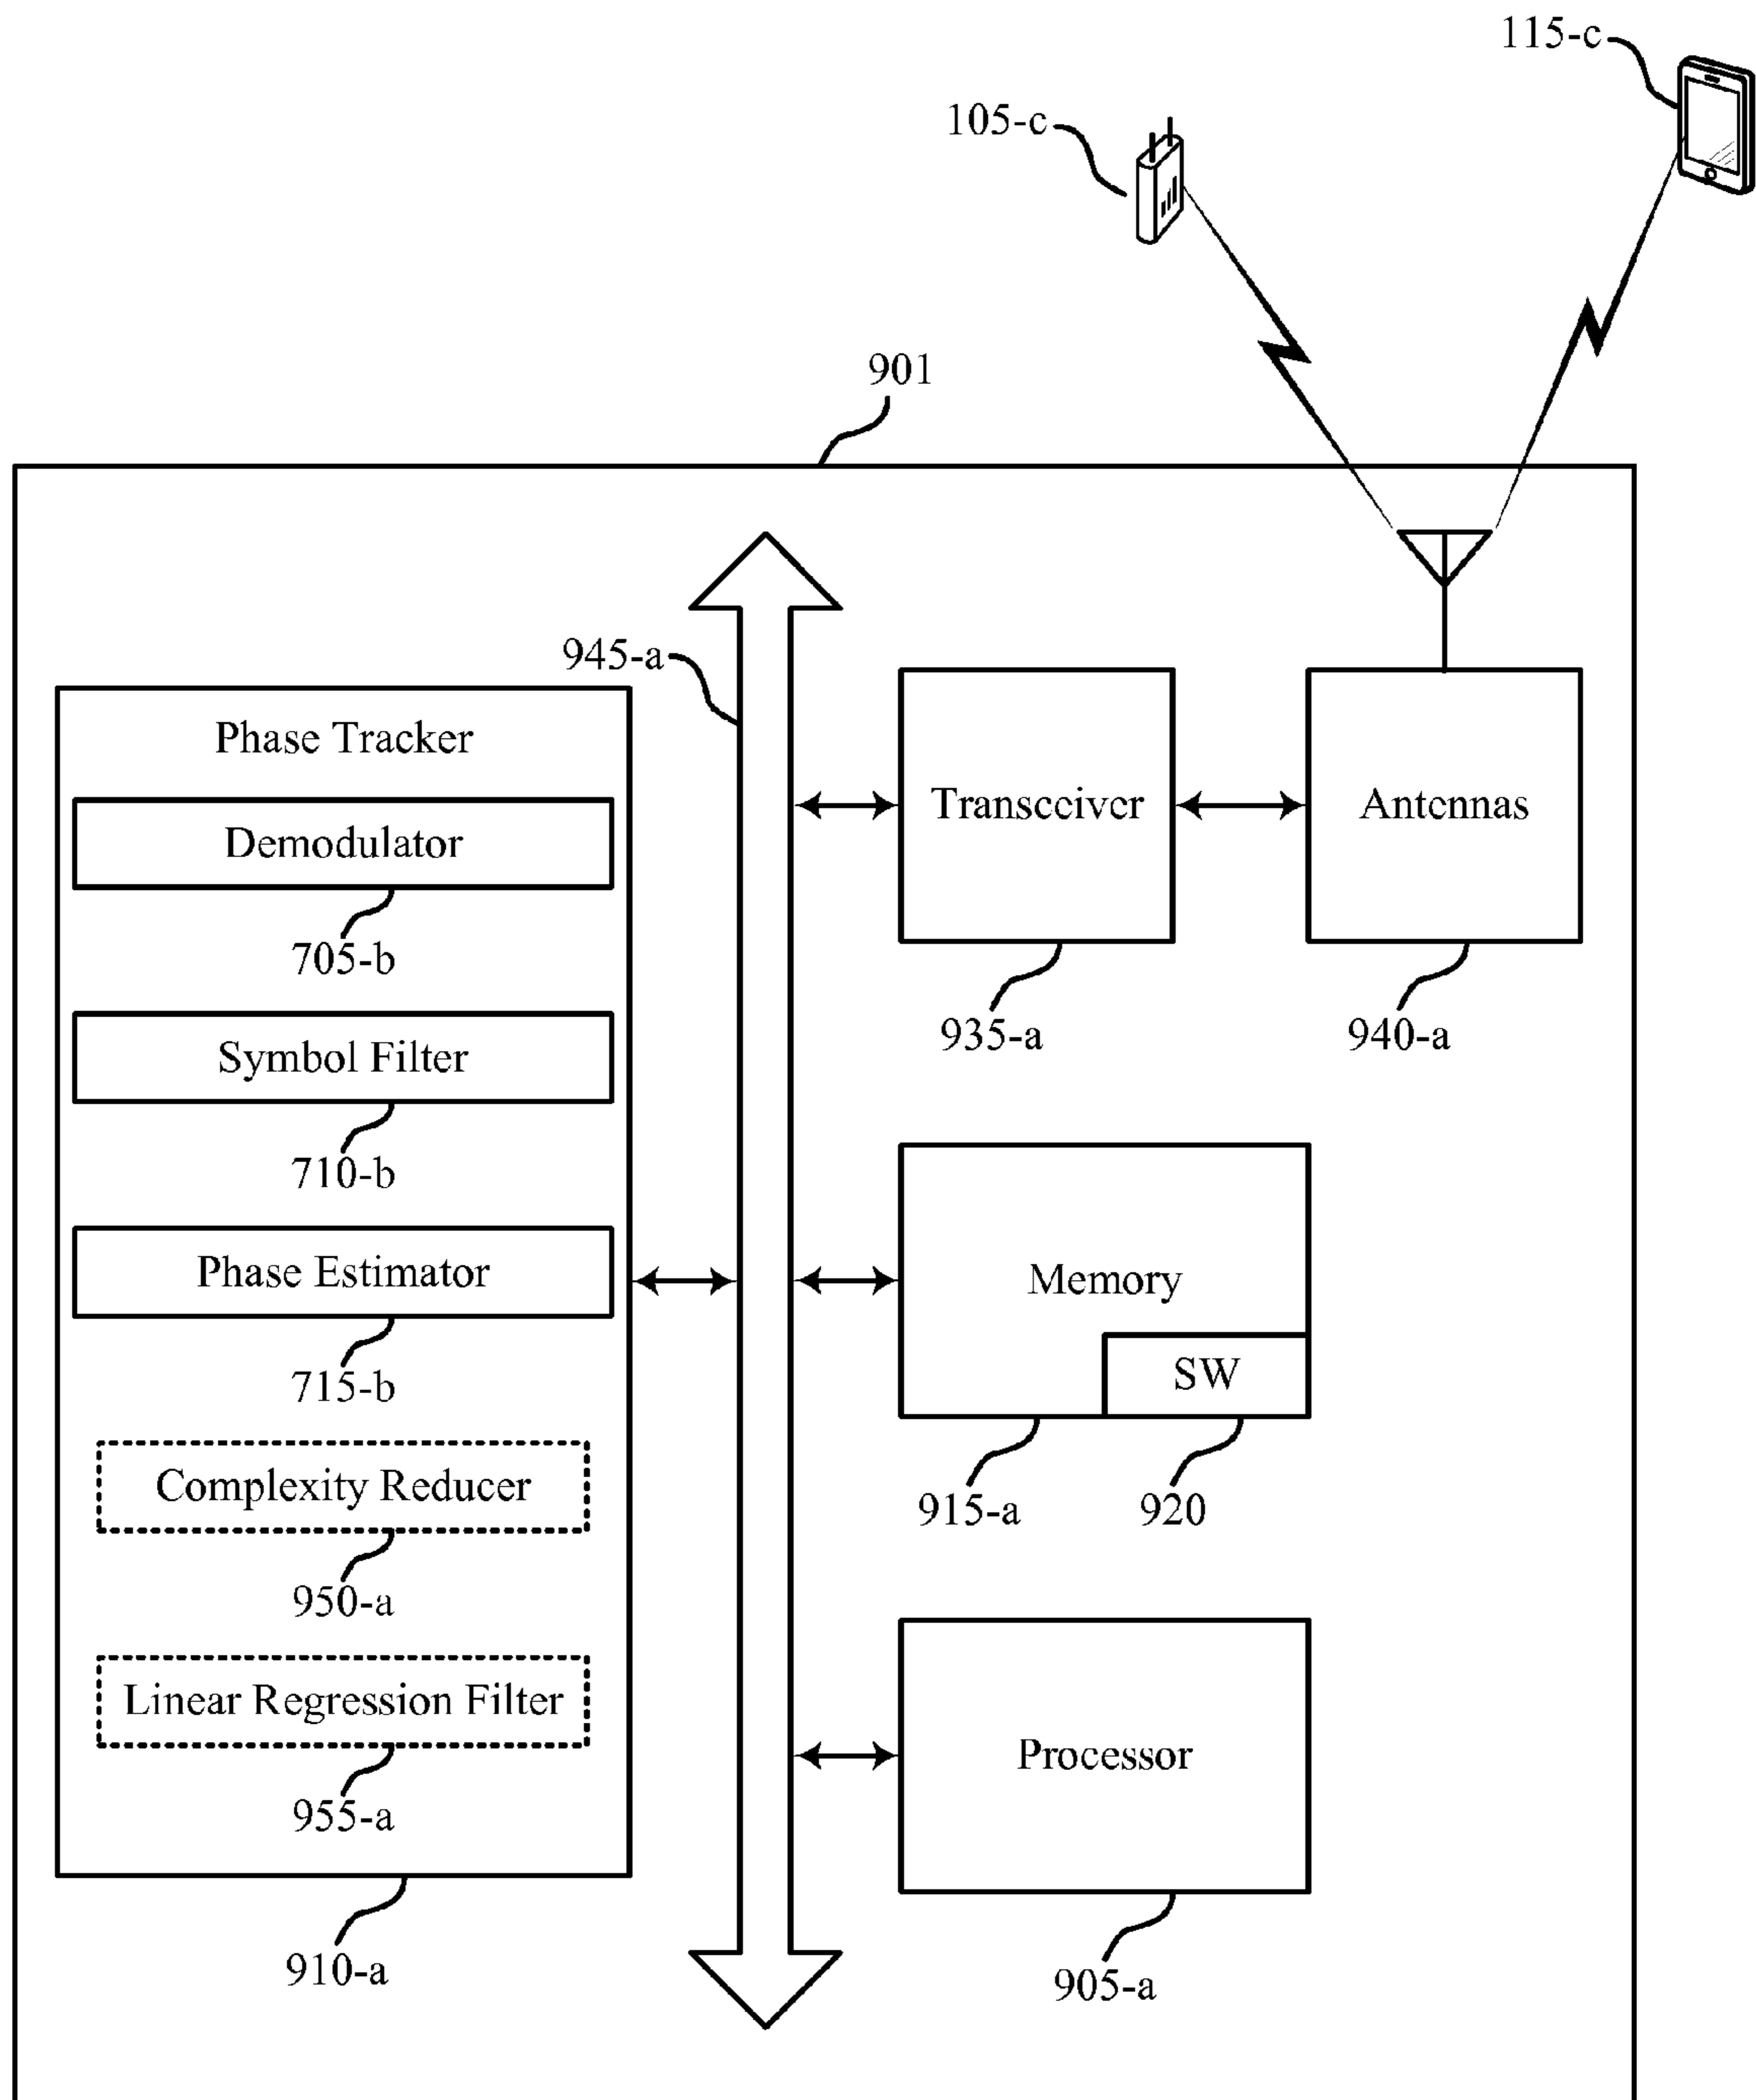 115-c
105-c
901
945-a
Phase Tracker
Demodulator
705-b
Symbol Filter
710-b
Phase Estimator
715-b
Complexity Reducer
950-a
Linear Regression Filter
955-a
910-a
Transceiver
935-a
Antennas
940-a
Memory
SW
915-a
920
Processor
905-a